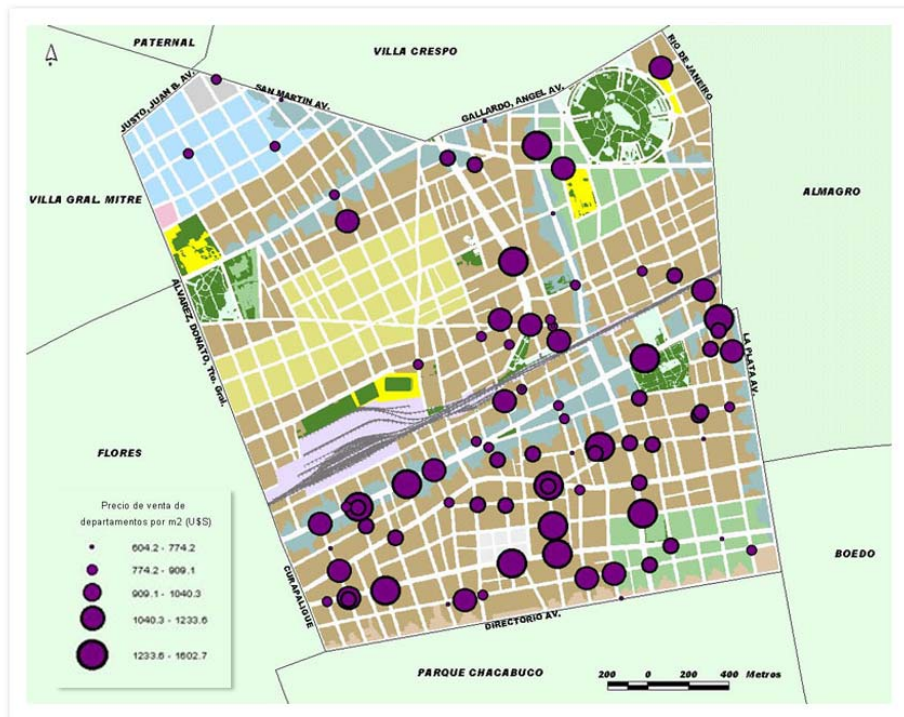 PATERNAL
VILLA CRESPO
RIO DE JANEIRO
JUSTO, JUAN B. AV.
SAN MARTIN AV.
GALLARDO, ANGEL AV.
VILLA GRAL. MITRE
ALMAGRO
ALVAREZ, DONATO, Tte. Gral.
LA PLATA AV.
FLORES
Precio de venta de
departamentos por m2 (U$S)
604.2 - 774.2
774.2 - 909.1
909.1 - 1040.3
1040.3 - 1233.6
1233.6 - 1602.7
CURAPALIGUE
BOEDO
DIRECTORIO AV.
PARQUE CHACABUCO
200 0 200 400 Metros